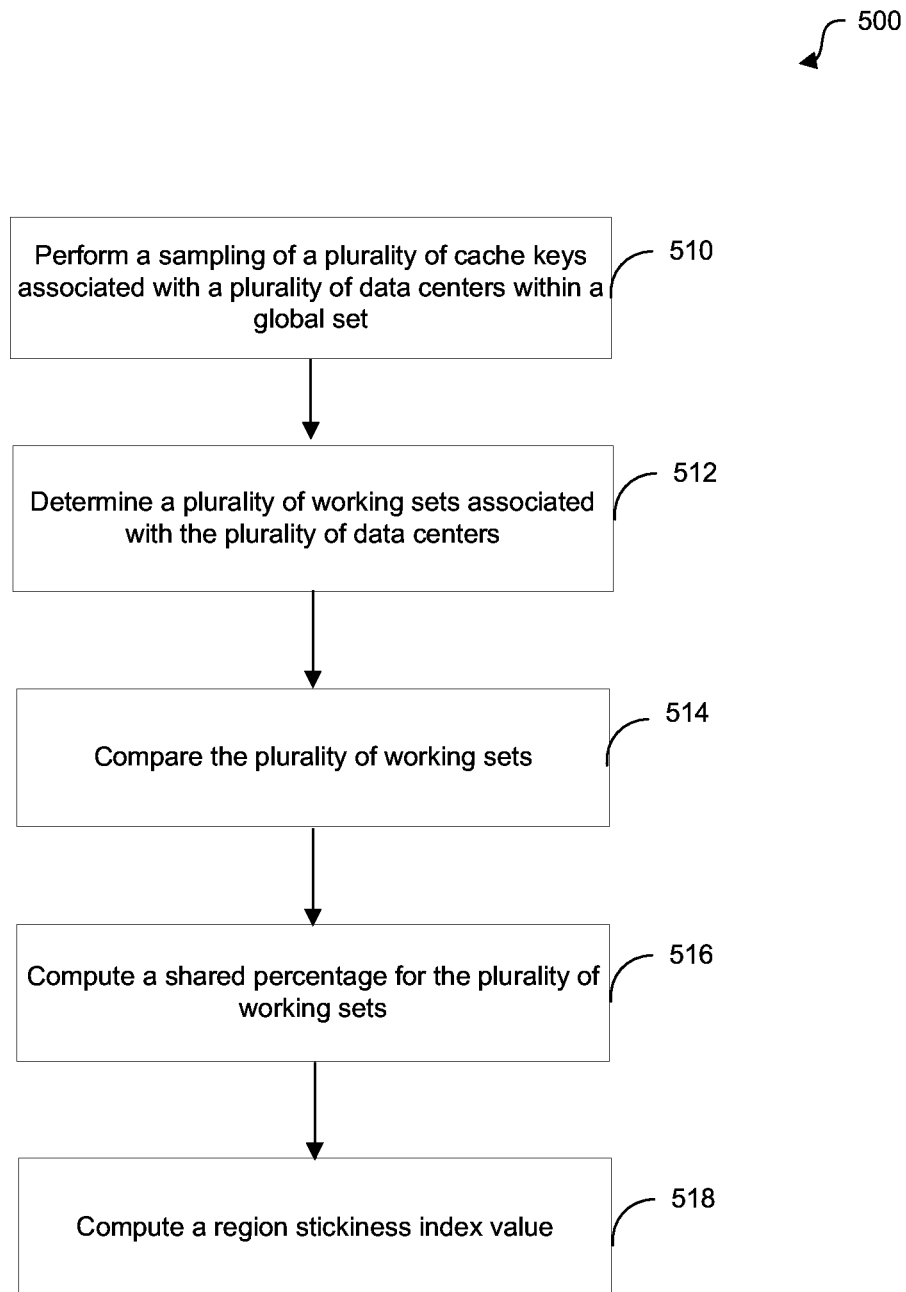 500
Perform a sampling of a plurality of cache keys
associated with a plurality of data centers within a
global set
510
Determine a plurality of working sets associated
with the plurality of data centers
512
Compare the plurality of working sets
514
Compute a shared percentage for the plurality of
working sets
516
Compute a region stickiness index value
518